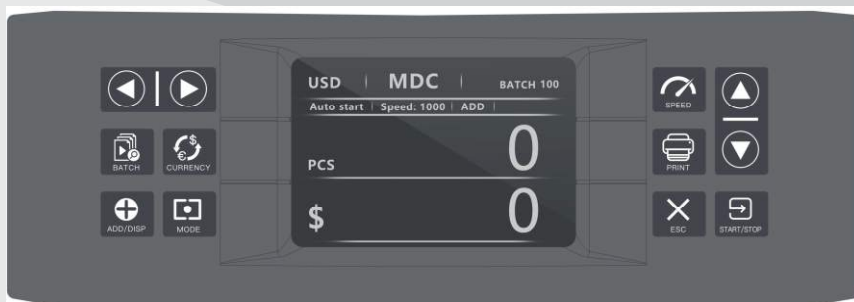 USD | MDC | BATCH 100
Auto start | Speed: 1000 | ADD |
PCS 0
$ 0
BATCH
CURRENCY
ADD/DISP
MODE
SPEED
PRINT
ESC
START/STOP